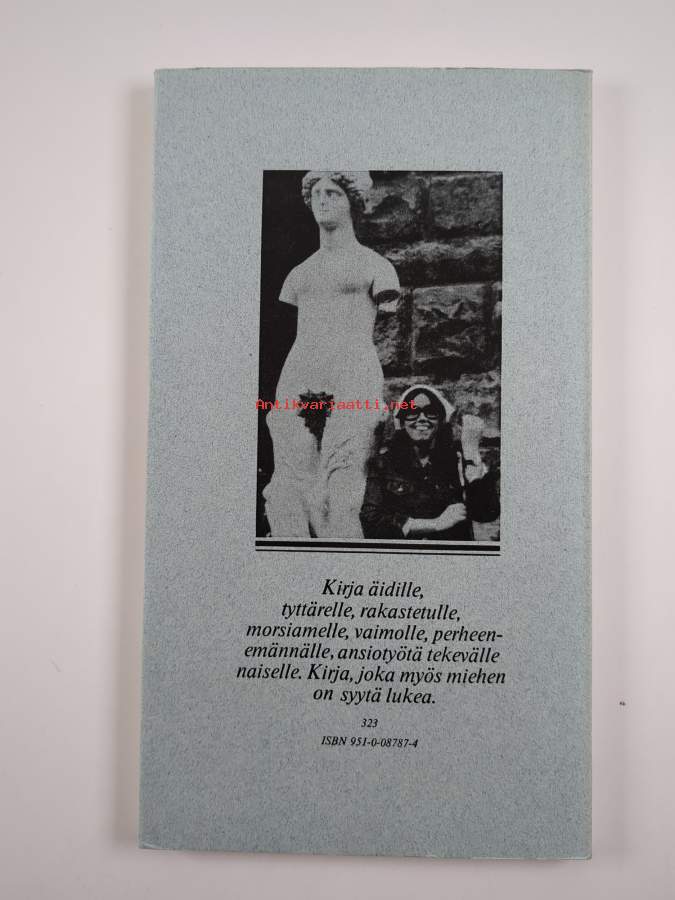 Antikvariaatti.net
Kirja äidille,
tyttärelle, rakastetulle,
morsiamelle, vaimolle, perheen-
emännälle, ansiotyötä tekevälle
naiselle. Kirja, joka myös miehen
on syytä lukea.
323
ISBN 951-0-08787-4